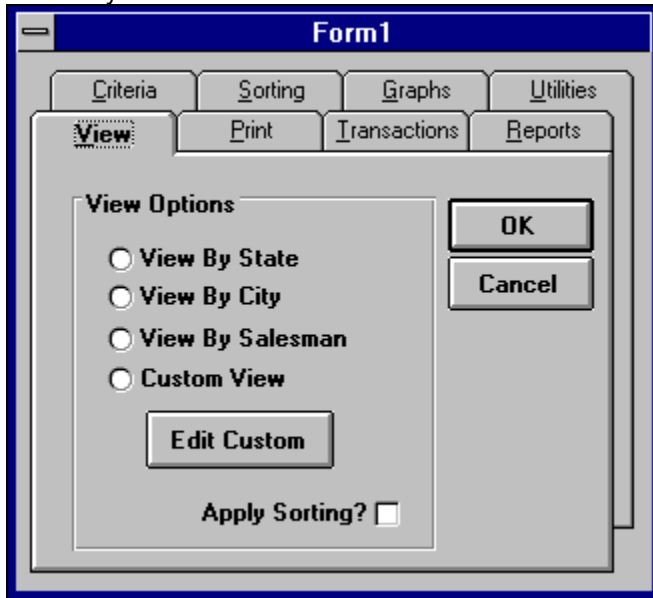 Form1
Criteria Sorting Graphs Utilities
View Print Transactions Reports
View Options
OK
View By State
Cancel
View By City
View By Salesman
Custom View
Edit Custom
Apply Sorting?